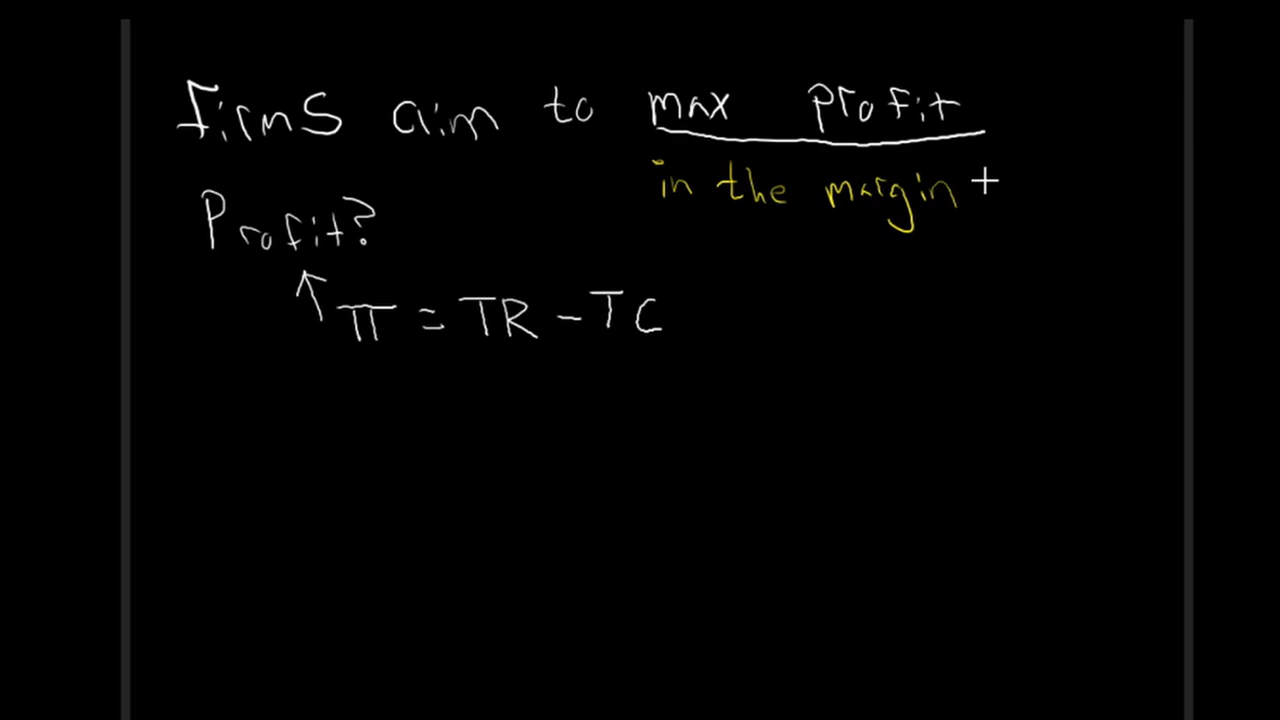 Firms aim to max profit
in the margin
Profit?
π = TR - TC